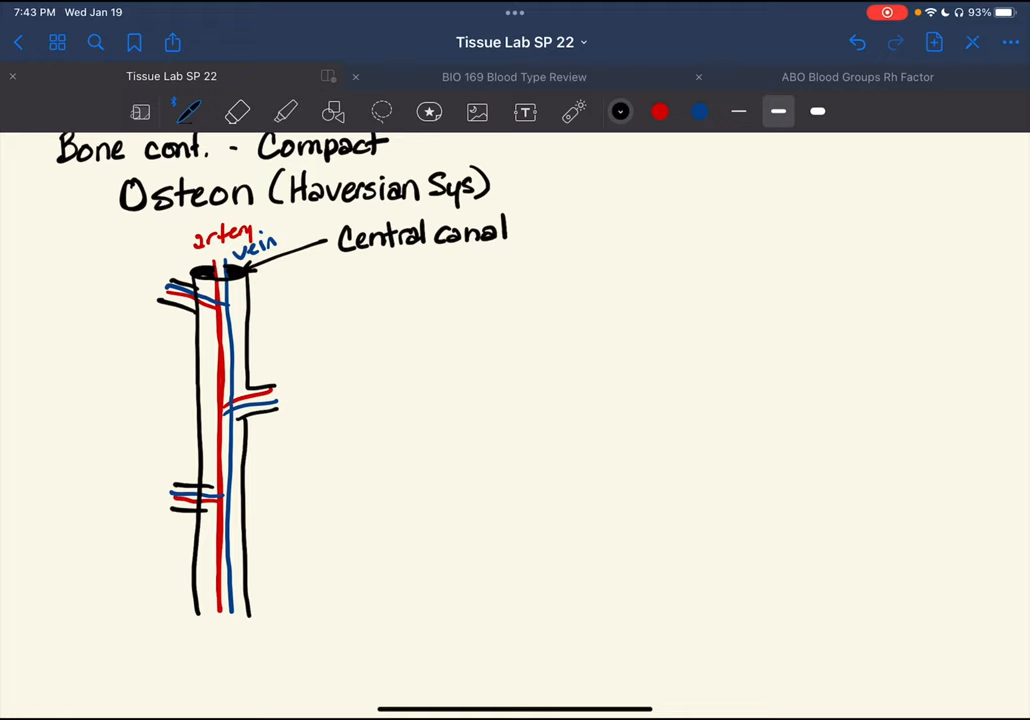 7:43 PM Wed Jan 19
93%
Tissue Lab SP 22
Tissue Lab SP 22
BIO 169 Blood Type Review
ABO Blood Groups Rh Factor
T
Bone cont. - Compact
Osteon (Haversian Sys)
artery
vein
Central canal